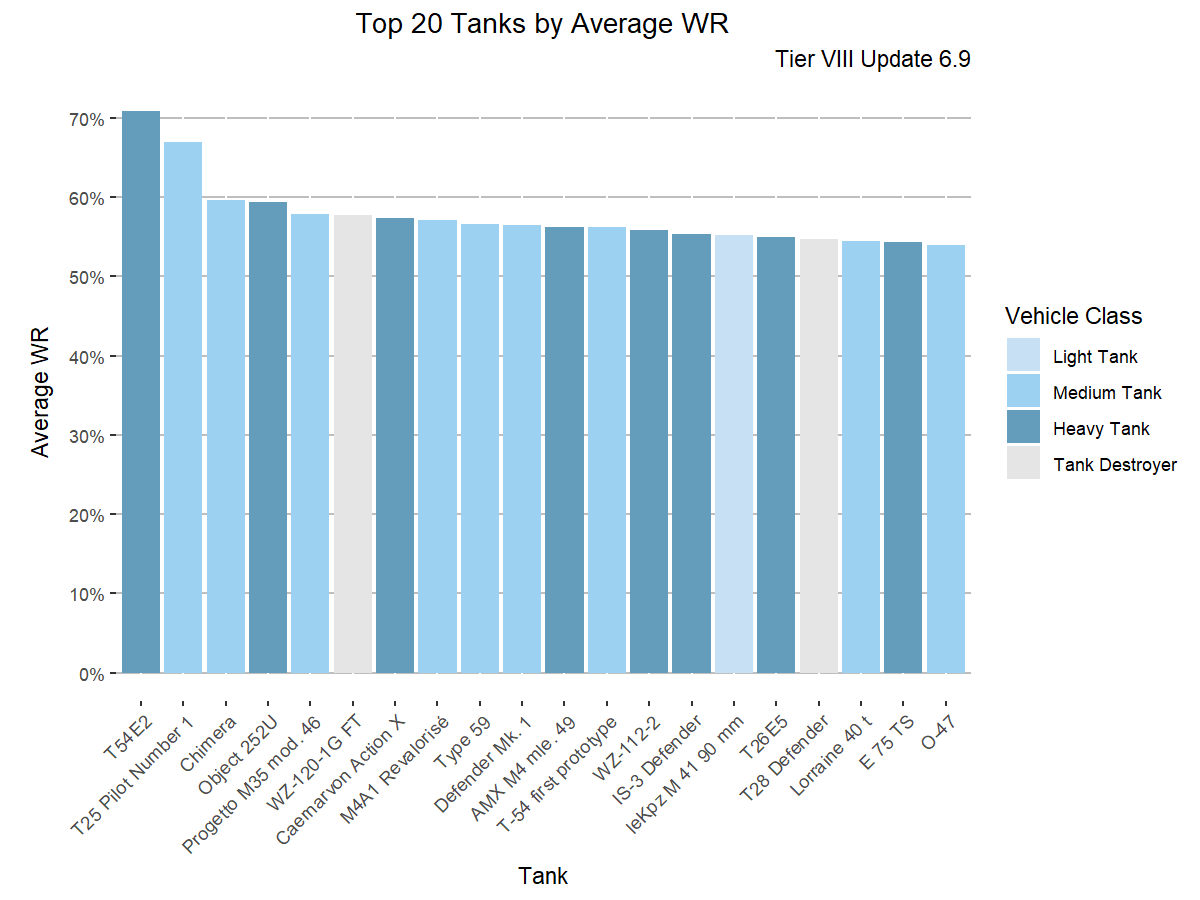 Top 20 Tanks by Average WR
Tier VIII Update 6.9
70%
60%
50%
40%
30%
20%
10%
0%
Average WR
T54E2
T25 Pilot Number 1
Chimera
Object 252U
Progetto M35 mod. 46
WZ-120-1G FT
Caernarvon Action X
M4A1 Revalorisé
Type 59
Defender Mk. 1
AMX M4 mle. 49
T-54 first prototype
WZ-112-2
IS-3 Defender
leKpz M 41 90 mm
T26E5
T28 Defender
Lorraine 40 t
E 75 TS
O-47
Tank
Vehicle Class
Light Tank
Medium Tank
Heavy Tank
Tank Destroyer